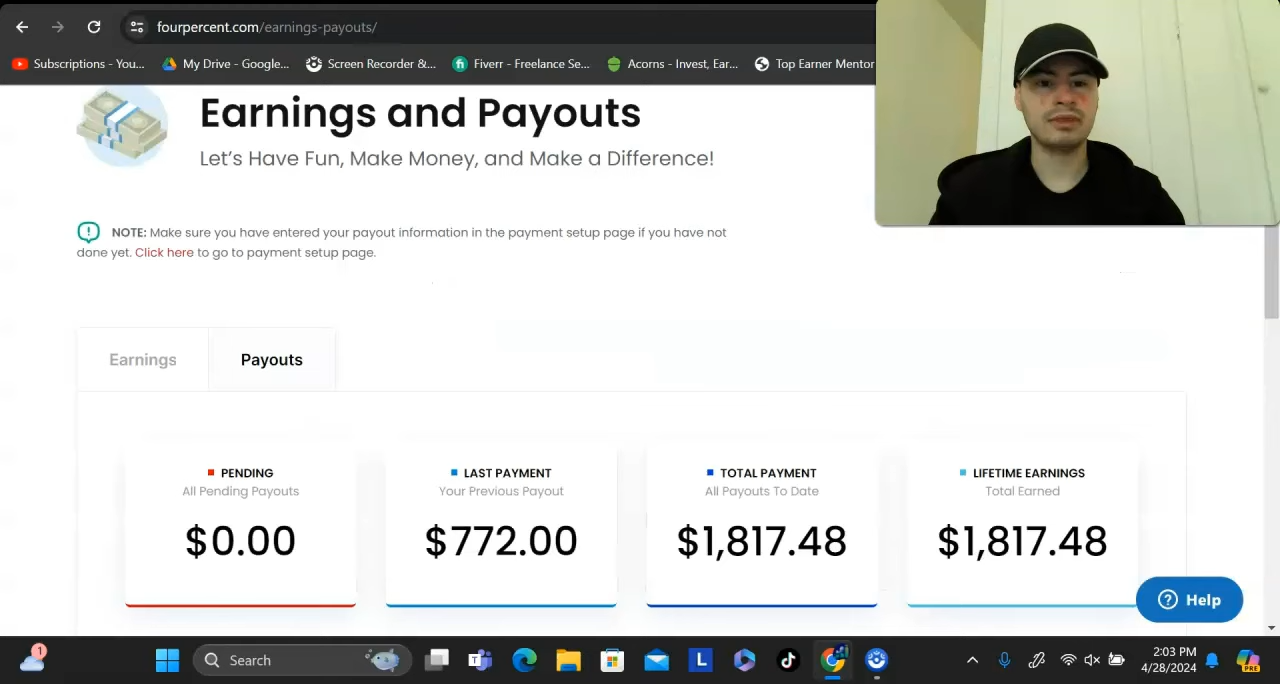 fourpercent.com/earnings-payouts/
Subscriptions - You... My Drive - Google... Screen Recorder &... Fiverr - Freelance Se... Acorns - Invest, Ear... Top Earner Mentor
Earnings and Payouts
Let's Have Fun, Make Money, and Make a Difference!
NOTE: Make sure you have entered your payout information in the payment setup page if you have not
done yet. Click here to go to payment setup page.
Earnings Payouts
PENDING LAST PAYMENT TOTAL PAYMENT LIFETIME EARNINGS
All Pending Payouts Your Previous Payout All Payouts To Date Total Earned
$0.00 $772.00 $1,817.48 $1,817.48
Help
1 Search L PRE 2:03 PM
4/28/2024